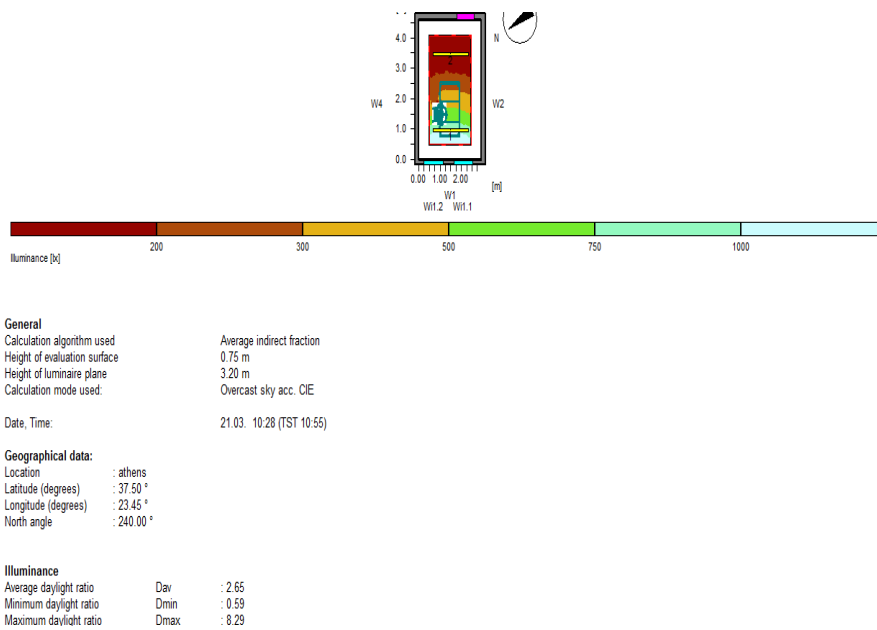 4.0
N
2
3.0
W4
2.0
W2
1.0
1
0.0
0.00 1.00 2.00 [m]
W1
Wi1.2 Wi1.1
200 300 500 750 1000
Illuminance [lx]
General
Calculation algorithm used Average indirect fraction
Height of evaluation surface 0.75 m
Height of luminaire plane 3.20 m
Calculation mode used: Overcast sky acc. CIE
Date, Time: 21.03. 10:28 (TST 10:55)
Geographical data:
Location : athens
Latitude (degrees) : 37.50 °
Longitude (degrees) : 23.45 °
North angle : 240.00 °
Illuminance
Average daylight ratio Dav : 2.65
Minimum daylight ratio Dmin : 0.59
Maximum daylight ratio Dmax : 8.29